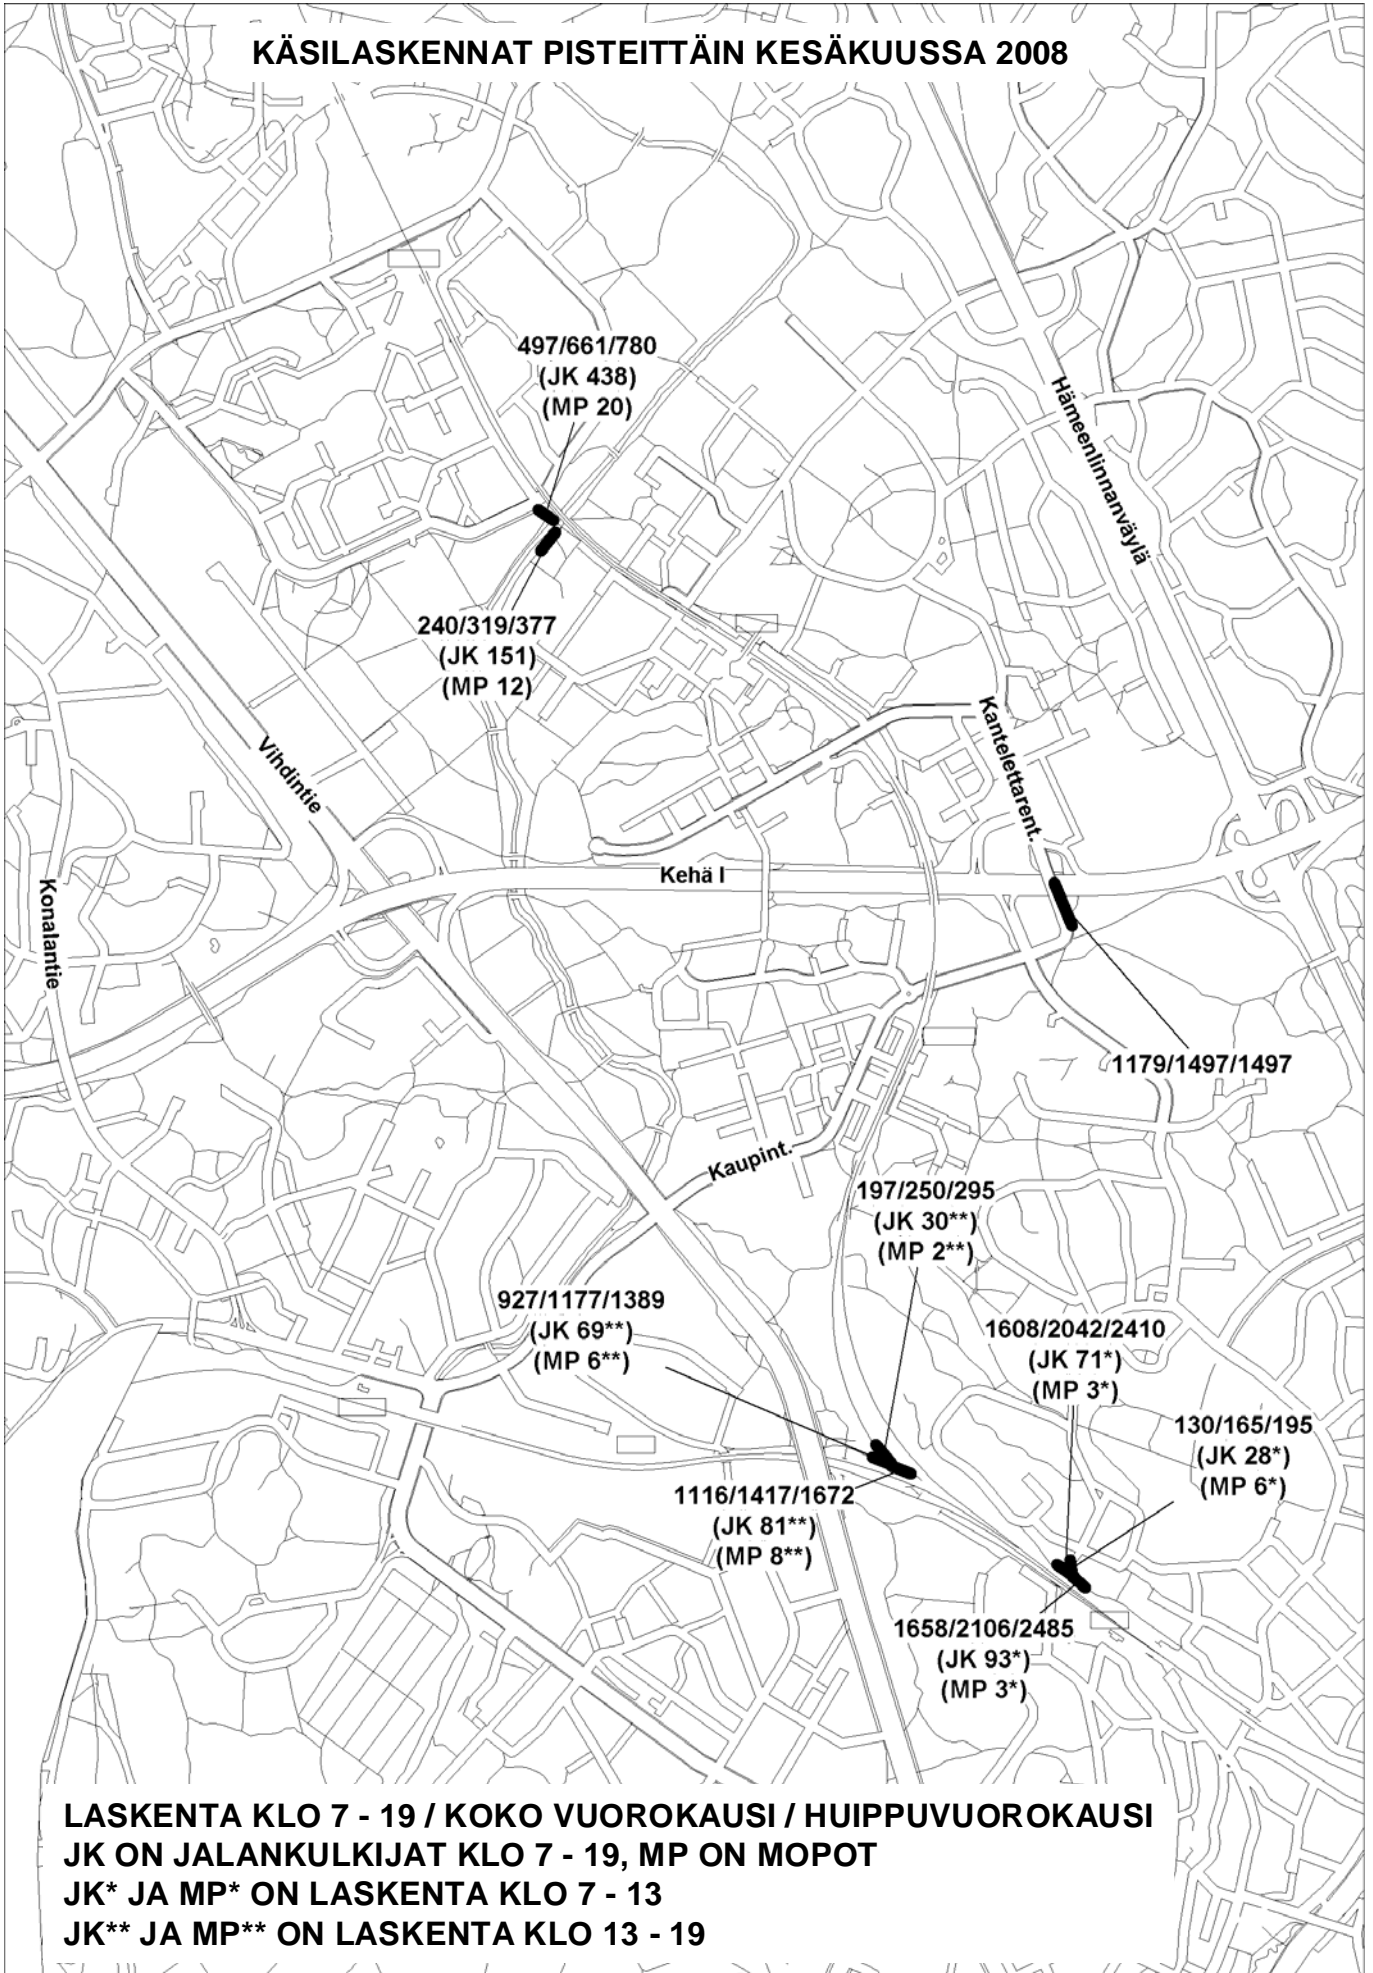 KÄSILASKENNAT PISTEITTÄIN KESÄKUUSSA 2008
497/661/780
(JK 438)
(MP 20)
Hämeenlinnanväylä
240/319/377
(JK 151)
(MP 12)
Kantelettarent.
Vihdintie
Kehä I
Konalantie
1179/1497/1497
Kaupint.
197/250/295
(JK 30**)
(MP 2**)
927/1177/1389
(JK 69**)
(MP 6**)
1608/2042/2410
(JK 71*)
(MP 3*)
130/165/195
(JK 28*)
(MP 6*)
1116/1417/1672
(JK 81**)
(MP 8**)
1658/2106/2485
(JK 93*)
(MP 3*)
LASKENTA KLO 7 - 19 / KOKO VUOROKAUSI / HUIPPUVUOROKAUSI
JK ON JALANKULKIJAT KLO 7 - 19, MP ON MOPOT
JK* JA MP* ON LASKENTA KLO 7 - 13
JK** JA MP** ON LASKENTA KLO 13 - 19